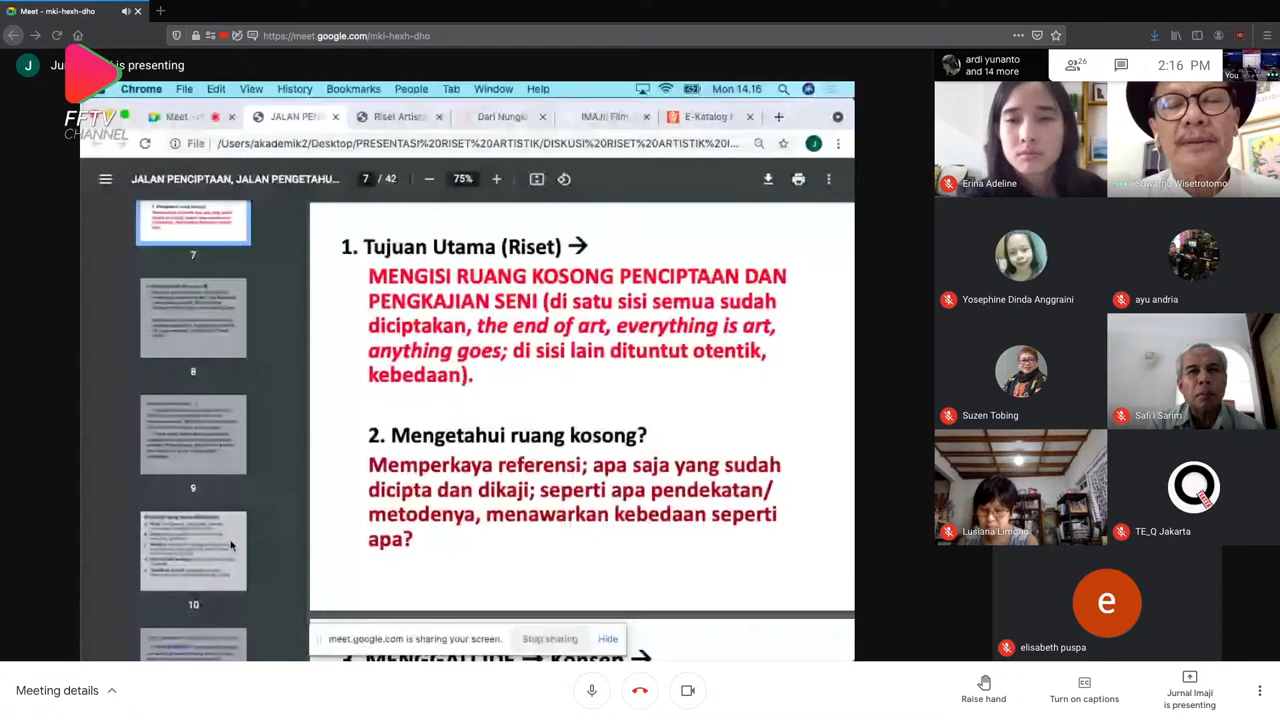 Meet - mki-hexh-dho
https://meet.google.com/mki-hexh-dho
J
is presenting
FFTV
CHANNEL
Chrome File Edit View History Bookmarks People Tab Window Help
Mon 14.16
Meet
JALAN PEN
Riset Artis
Dari Nungk
IMAJI: Film
E-Katalog
File /Users/akademik2/Desktop/PRESENTASI%20RISET%20ARTISTIK/DISKUSI%20RISET%20ARTISTIK%20I...
J
JALAN PENCIPTAAN, JALAN PENGETAHU...
7 / 42
75%
7
8
9
10
1. Tujuan Utama (Riset) →
MENGISI RUANG KOSONG PENCIPTAAN DAN
PENGKAJIAN SENI (di satu sisi semua sudah
diciptakan, the end of art, everything is art,
anything goes; di sisi lain dituntut otentik,
kebedaan).
2. Mengetahui ruang kosong?
Memperkaya referensi; apa saja yang sudah
dicipta dan dikaji; seperti apa pendekatan/
metodenya, menawarkan kebedaan seperti
apa?
meet.google.com is sharing your screen.
Stop sharing
Hide
3. MENGGALI IDE → Konsep →
ardi yunanto
and 14 more
26
2:16 PM
You
Erina Adeline
Suwarno Wisetrotomo
Yosephine Dinda Anggraini
ayu andria
Suzen Tobing
Safi'I Sarim
Lusiana Limono
Q
TE_Q Jakarta
e
elisabeth puspa
Meeting details
Raise hand
Turn on captions
Jurnal Imaji
is presenting